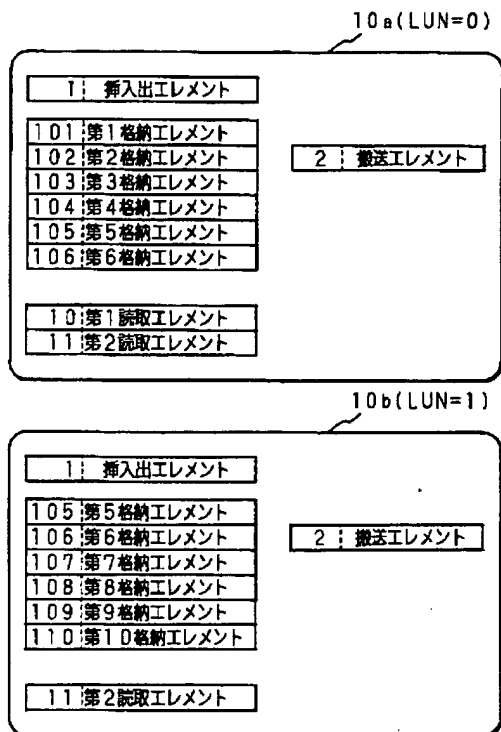 10a(LUN=0)
1 挿入出エレメント
101 第1格納エレメント
102 第2格納エレメント
103 第3格納エレメント
104 第4格納エレメント
105 第5格納エレメント
106 第6格納エレメント
2 搬送エレメント
10 第1読取エレメント
11 第2読取エレメント
10b(LUN=1)
1 挿入出エレメント
105 第5格納エレメント
106 第6格納エレメント
107 第7格納エレメント
108 第8格納エレメント
109 第9格納エレメント
110 第10格納エレメント
2 搬送エレメント
11 第2読取エレメント